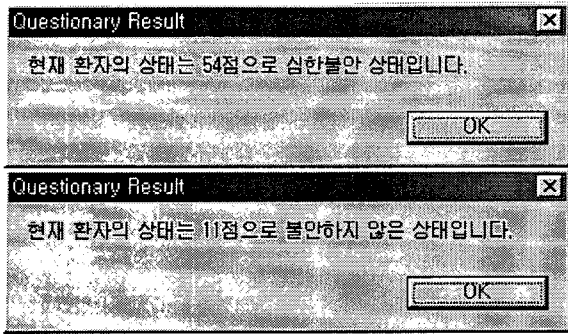 Questionary Result
현재 환자의 상태는 54점으로 심한불안 상태입니다.
OK
Questionary Result
현재 환자의 상태는 11점으로 불안하지 않은 상태입니다.
OK